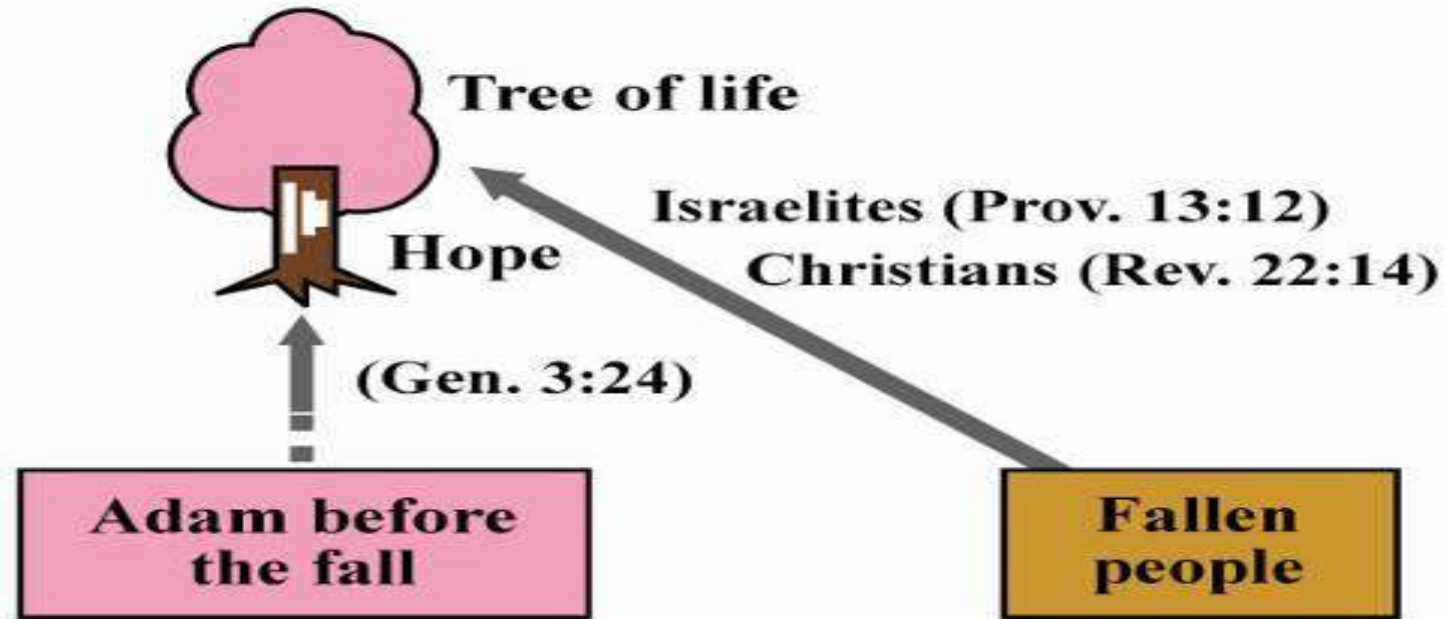 Tree of life
Israelites (Prov. 13:12)
Hope
Christians (Rev. 22:14)
(Gen. 3:24)
Adam before
the fall
Fallen
people